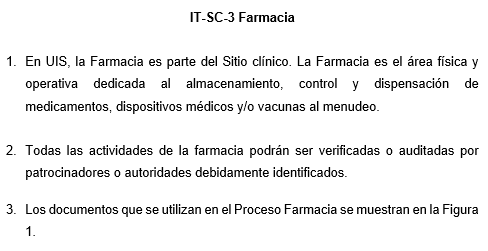 IT-SC-3 Farmacia
1. En UIS, la Farmacia es parte del Sitio clínico. La Farmacia es el área física y
operativa dedicada al almacenamiento, control y dispensación de
medicamentos, dispositivos médicos y/o vacunas al menudeo.
2. Todas las actividades de la farmacia podrán ser verificadas o auditadas por
patrocinadores o autoridades debidamente identificados.
3. Los documentos que se utilizan en el Proceso Farmacia se muestran en la Figura
1.